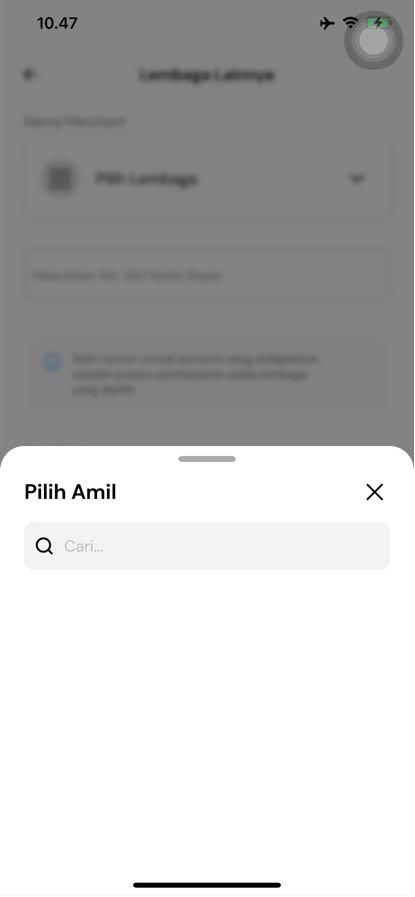 10.47
Lembaga Lainnya
Nama Merchant
Pilih Lembaga
Masukkan No. VA/ Kode Bayar
Salin nomor virtual account yang didapatkan
setelah proses pembayaran pada lembaga
yang dipilih
Pilih Amil
Cari...